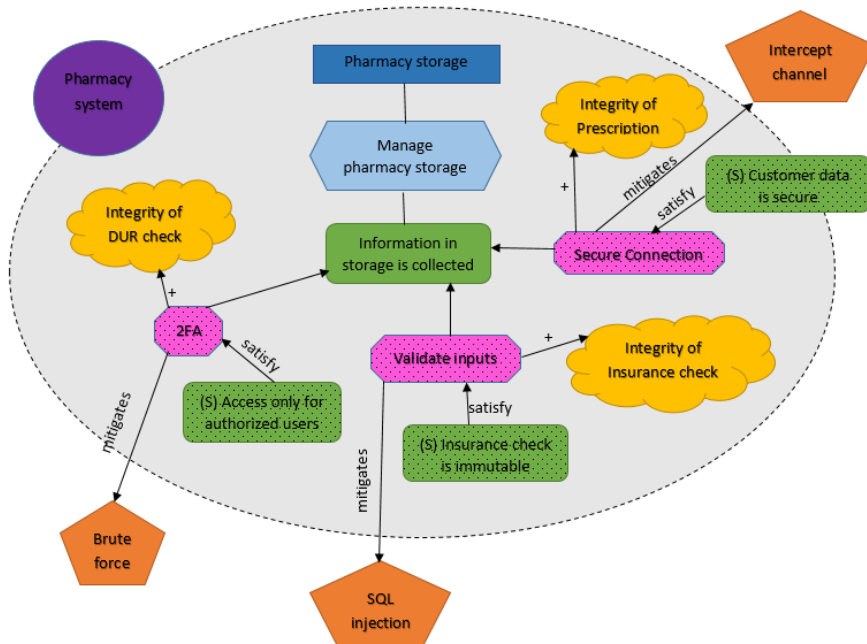 Intercept
channel
Pharmacy storage
Pharmacy
system
Integrity of
Prescription
Manage
pharmacy storage
mitigates
(S) Customer data
is secure
+
satisfy
Integrity of
DUR check
Information in
storage is collected
Secure Connection
+
2FA
+
Validate inputs
Integrity of
Insurance check
satisfy
(S) Access only for
authorized users
satisfy
mitigates
(S) Insurance check
is immutable
mitigates
Brute
force
SQL
injection